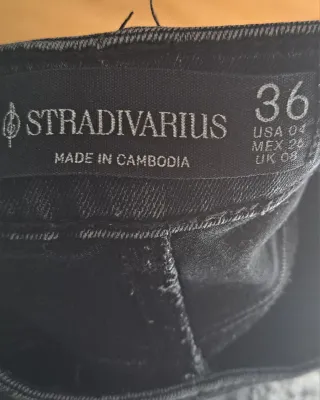 STRADIVARIUS
MADE IN CAMBODIA
36
USA 04
MEX 26
UK 08